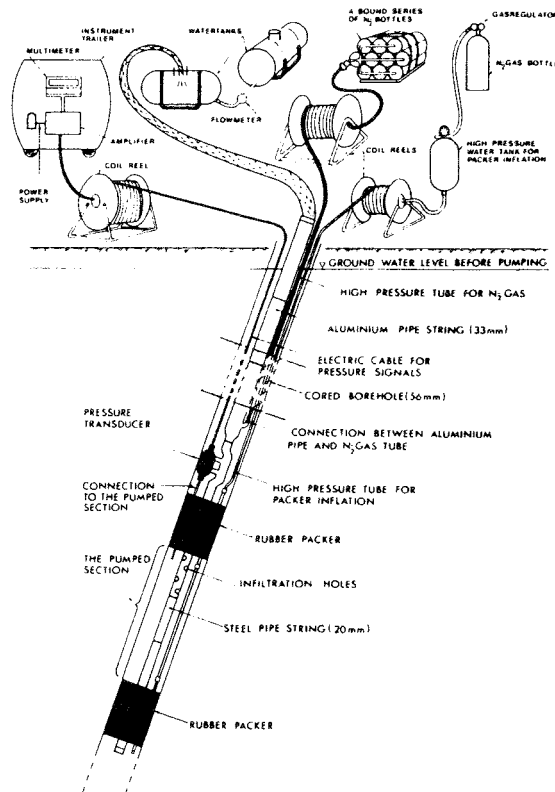 INSTRUMENT
TRAILER
MULTIMETER
AMPLIFIER
POWER
SUPPLY
COIL REEL
WATERTANKS
FLOWMETER
A BOUND SERIES
OF N₂ BOTTLES
GASREGULATOR
N₂GAS BOTTLE
HIGH PRESSURE
WATER TANK FOR
PACKER INFLATION
COIL REELS
GROUND WATER LEVEL BEFORE PUMPING
HIGH PRESSURE TUBE FOR N₂ GAS
ALUMINIUM PIPE STRING (33mm)
ELECTRIC CABLE FOR
PRESSURE SIGNALS
CORED BOREHOLE (56mm)
CONNECTION BETWEEN ALUMINIUM
PIPE AND N₂GAS TUBE
PRESSURE
TRANSDUCER
CONNECTION
TO THE PUMPED
SECTION
HIGH PRESSURE TUBE FOR
PACKER INFLATION
RUBBER PACKER
THE PUMPED
SECTION
INFILTRATION HOLES
STEEL PIPE STRING (20mm)
RUBBER PACKER